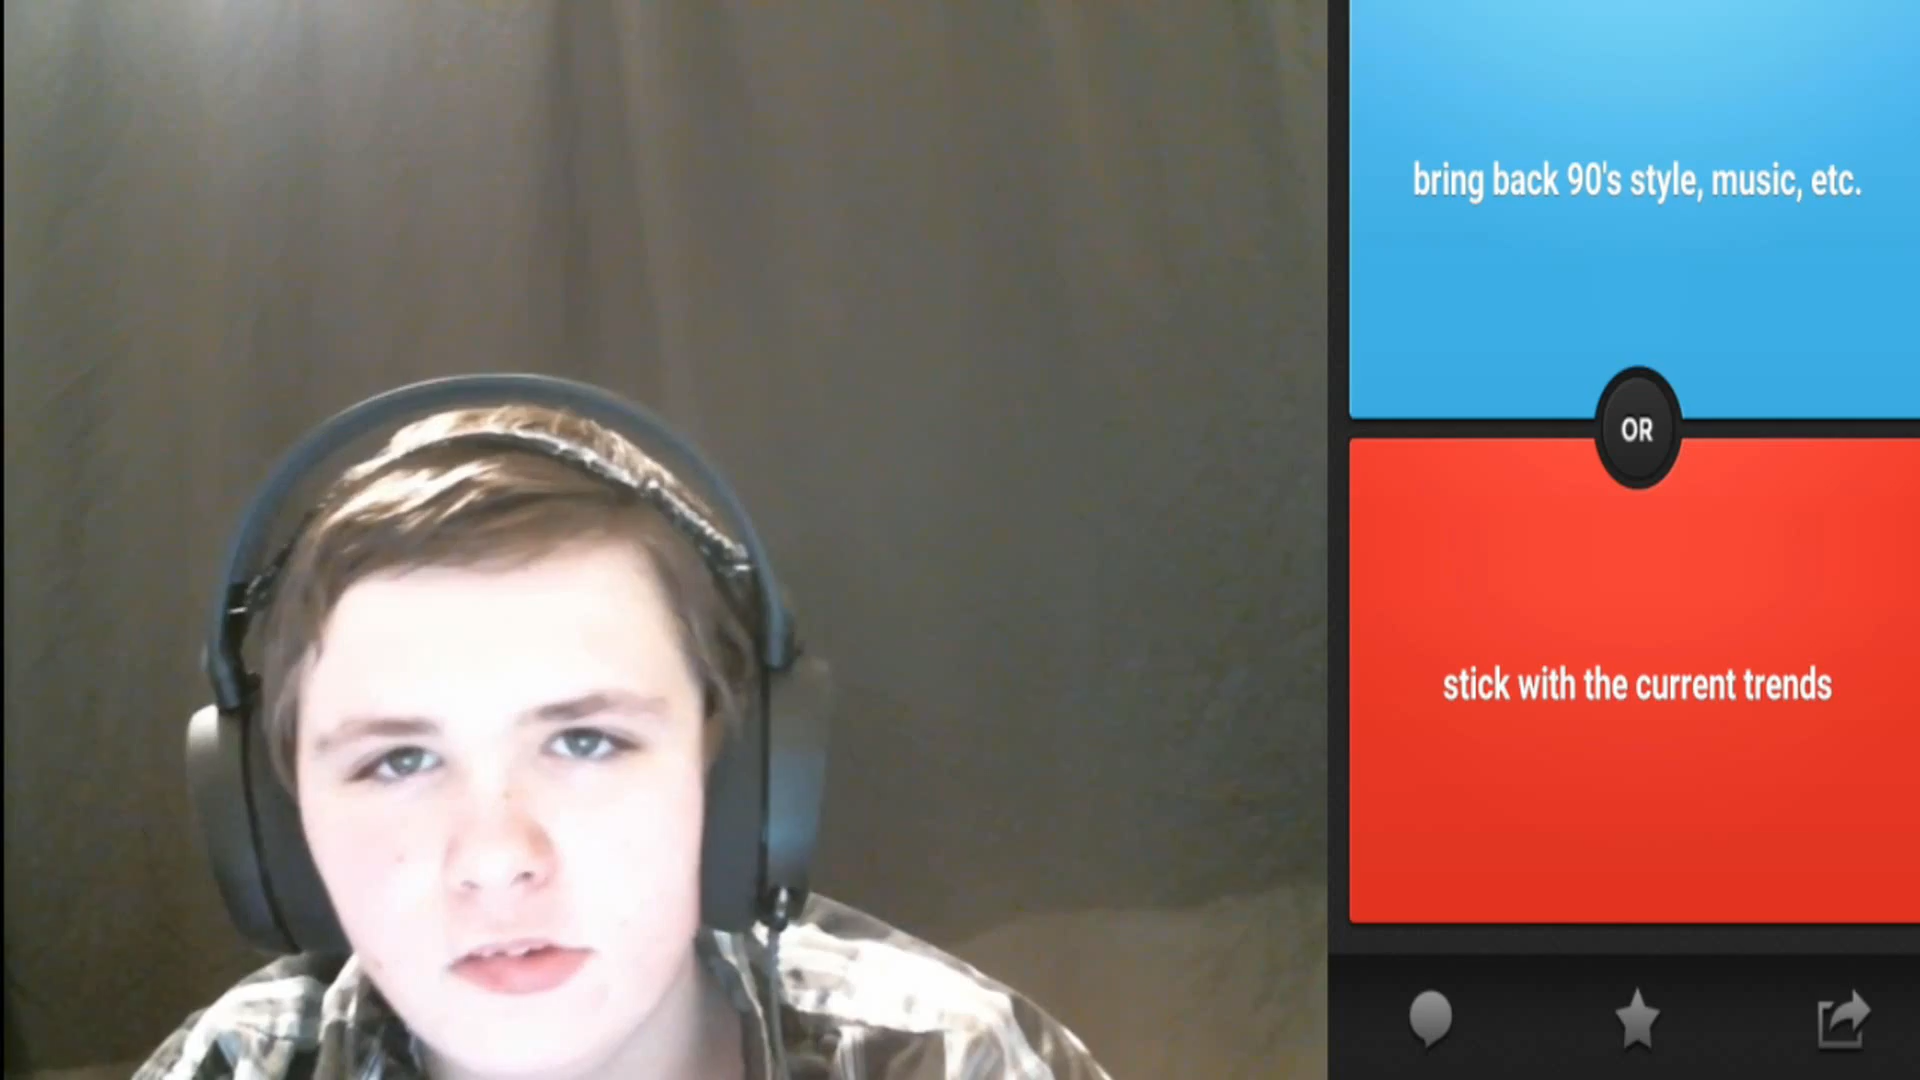 bring back 90's style, music, etc.
OR
stick with the current trends